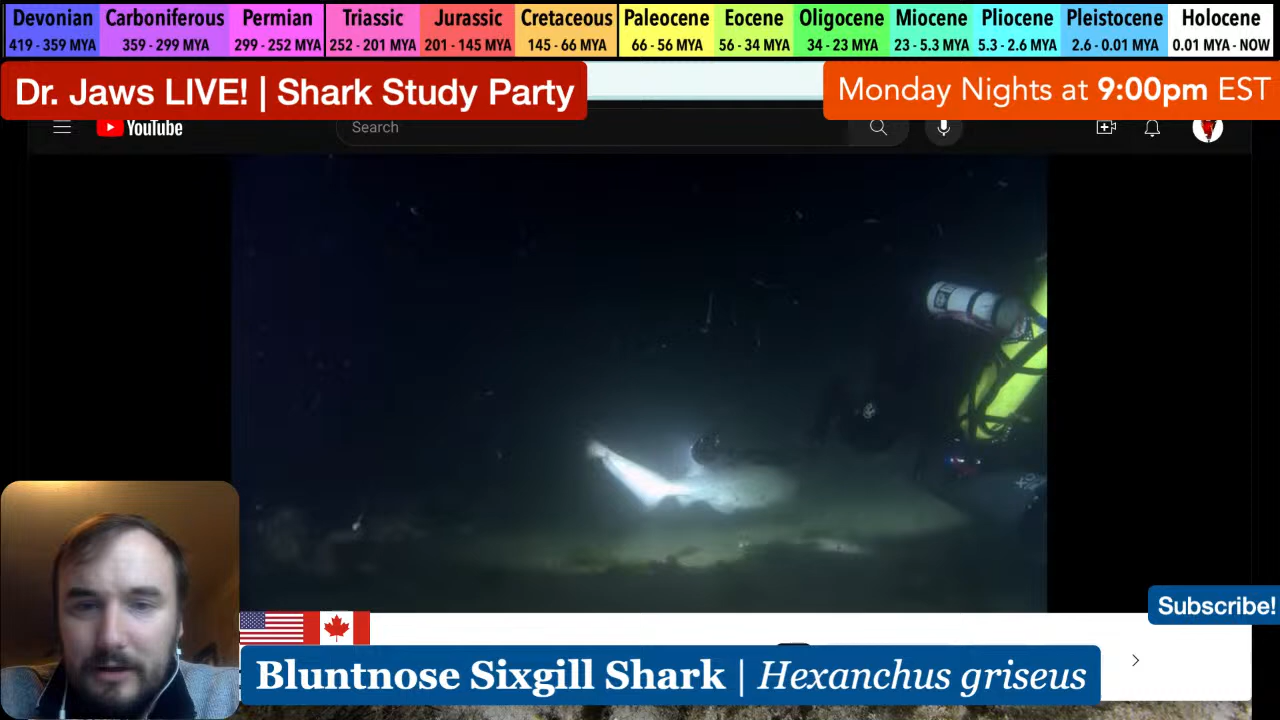 Devonian Carboniferous Permian Triassic Jurassic Cretaceous Paleocene Eocene Oligocene Miocene Pliocene Pleistocene Holocene
419 - 359 MYA 359 - 299 MYA 299 - 252 MYA 252 - 201 MYA 201 - 145 MYA 145 - 66 MYA 66 - 56 MYA 56 - 34 MYA 34 - 23 MYA 23 - 5.3 MYA 5.3 - 2.6 MYA 2.6 - 0.01 MYA 0.01 MYA - NOW
Dr. Jaws LIVE! | Shark Study Party
Monday Nights at 9:00pm EST
YouTube
Search
Subscribe!
Bluntnose Sixgill Shark | Hexanchus griseus